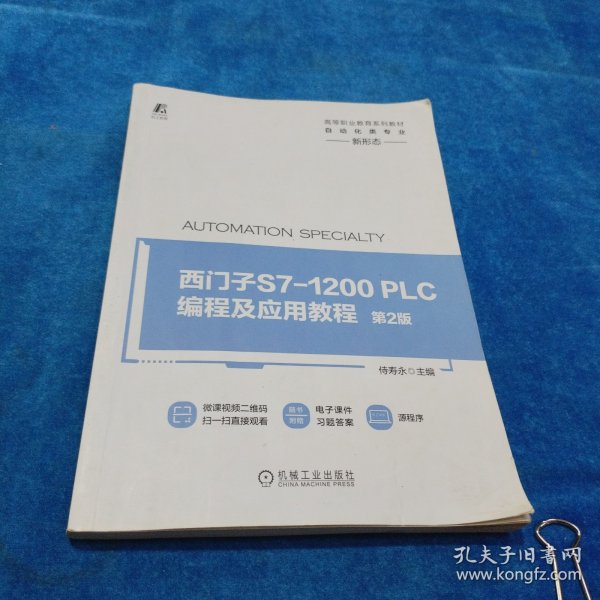 高等职业教育系列教材
自动化类专业
新形态
AUTOMATION SPECIALTY
西门子S7-1200 PLC
编程及应用教程 第2版
侍寿永 主编
微课视频二维码
扫一扫直接观看
随书
附赠
电子课件
习题答案
源程序
机械工业出版社
CHINA MACHINE PRESS
孔夫子旧书网
www.kongfz.com